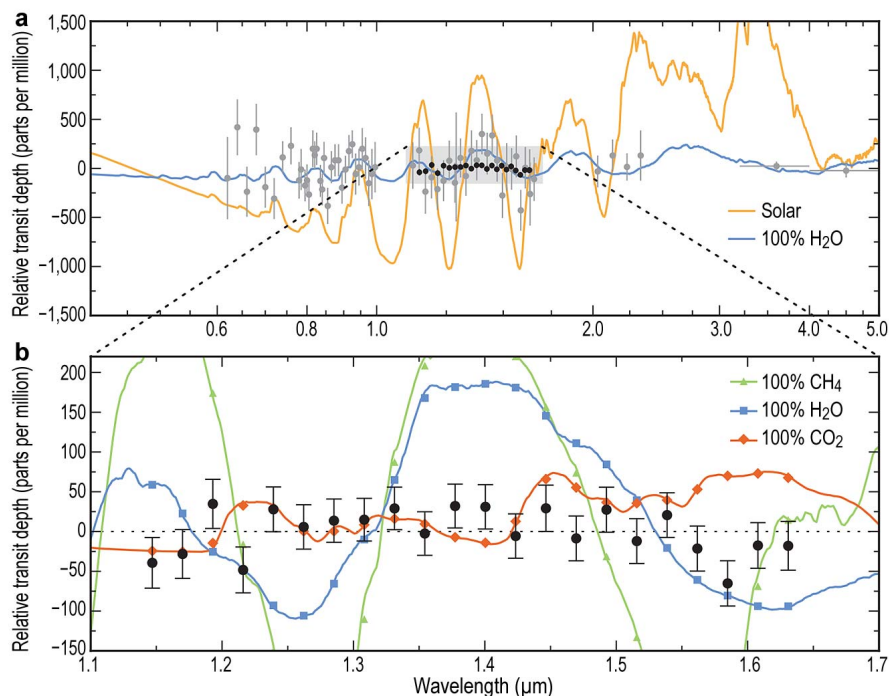 a
Relative transit depth (parts per million)
1,500
1,000
500
0
−500
−1,000
−1,500
Solar
100% H2O
0.6 0.8 1.0 2.0 3.0 4.0 5.0
b
Relative transit depth (parts per million)
200
150
100
50
0
−50
−100
−150
100% CH4
100% H2O
100% CO2
1.1 1.2 1.3 1.4 1.5 1.6 1.7
Wavelength (µm)